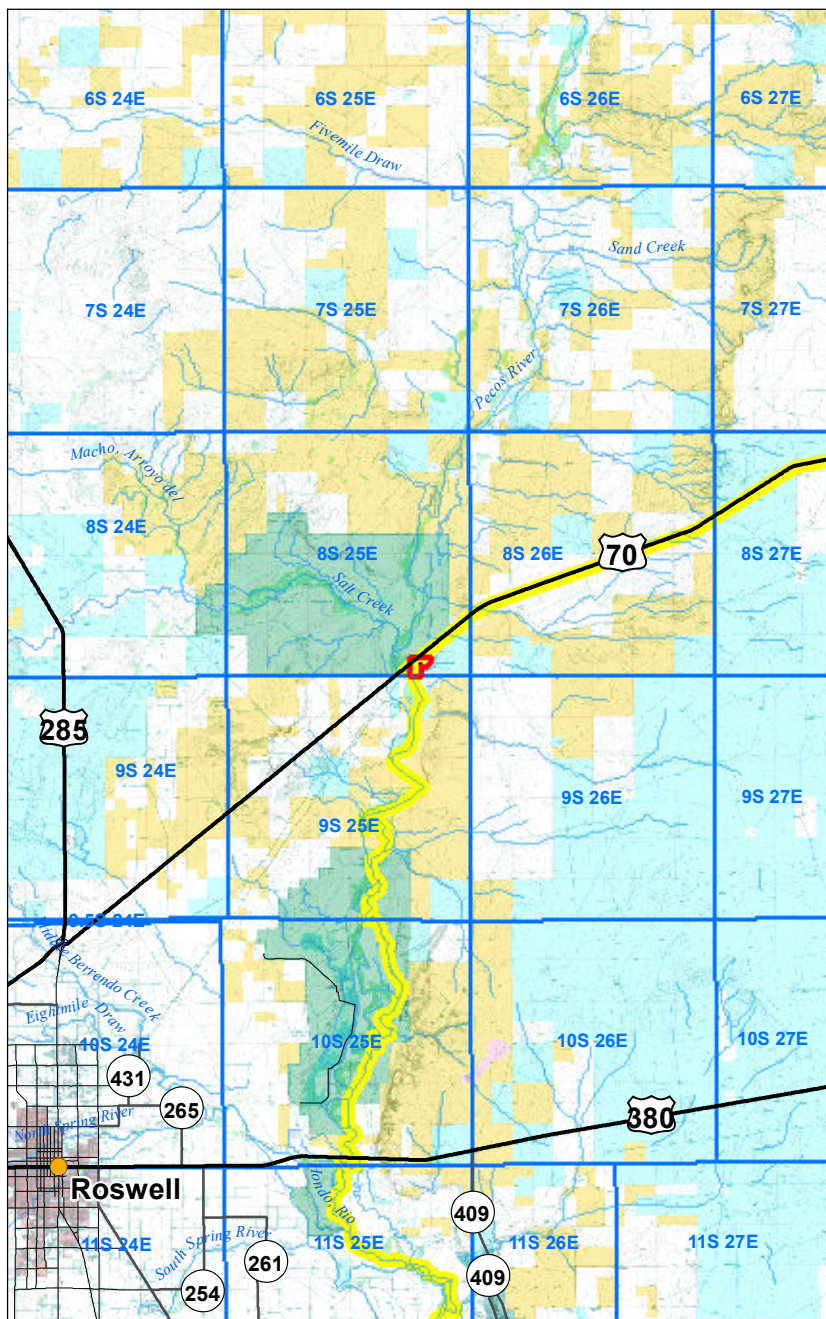 6S 24E
6S 25E
6S 26E
6S 27E
Fivemile Draw
Sand Creek
7S 24E
7S 25E
7S 26E
7S 27E
Pecos River
Macho, Arroyo del
8S 24E
8S 25E
8S 26E
8S 27E
70
Salt Creek
285
9S 24E
9S 25E
9S 26E
9S 27E
24E
Middle Berrendo Creek
Eightmile Draw
10S 24E
10S 25E
10S 26E
10S 27E
431
265
380
North Spring River
Roswell
Hondo, Rio
409
11S 24E
South Spring River
11S 25E
11S 26E
11S 27E
261
254
409